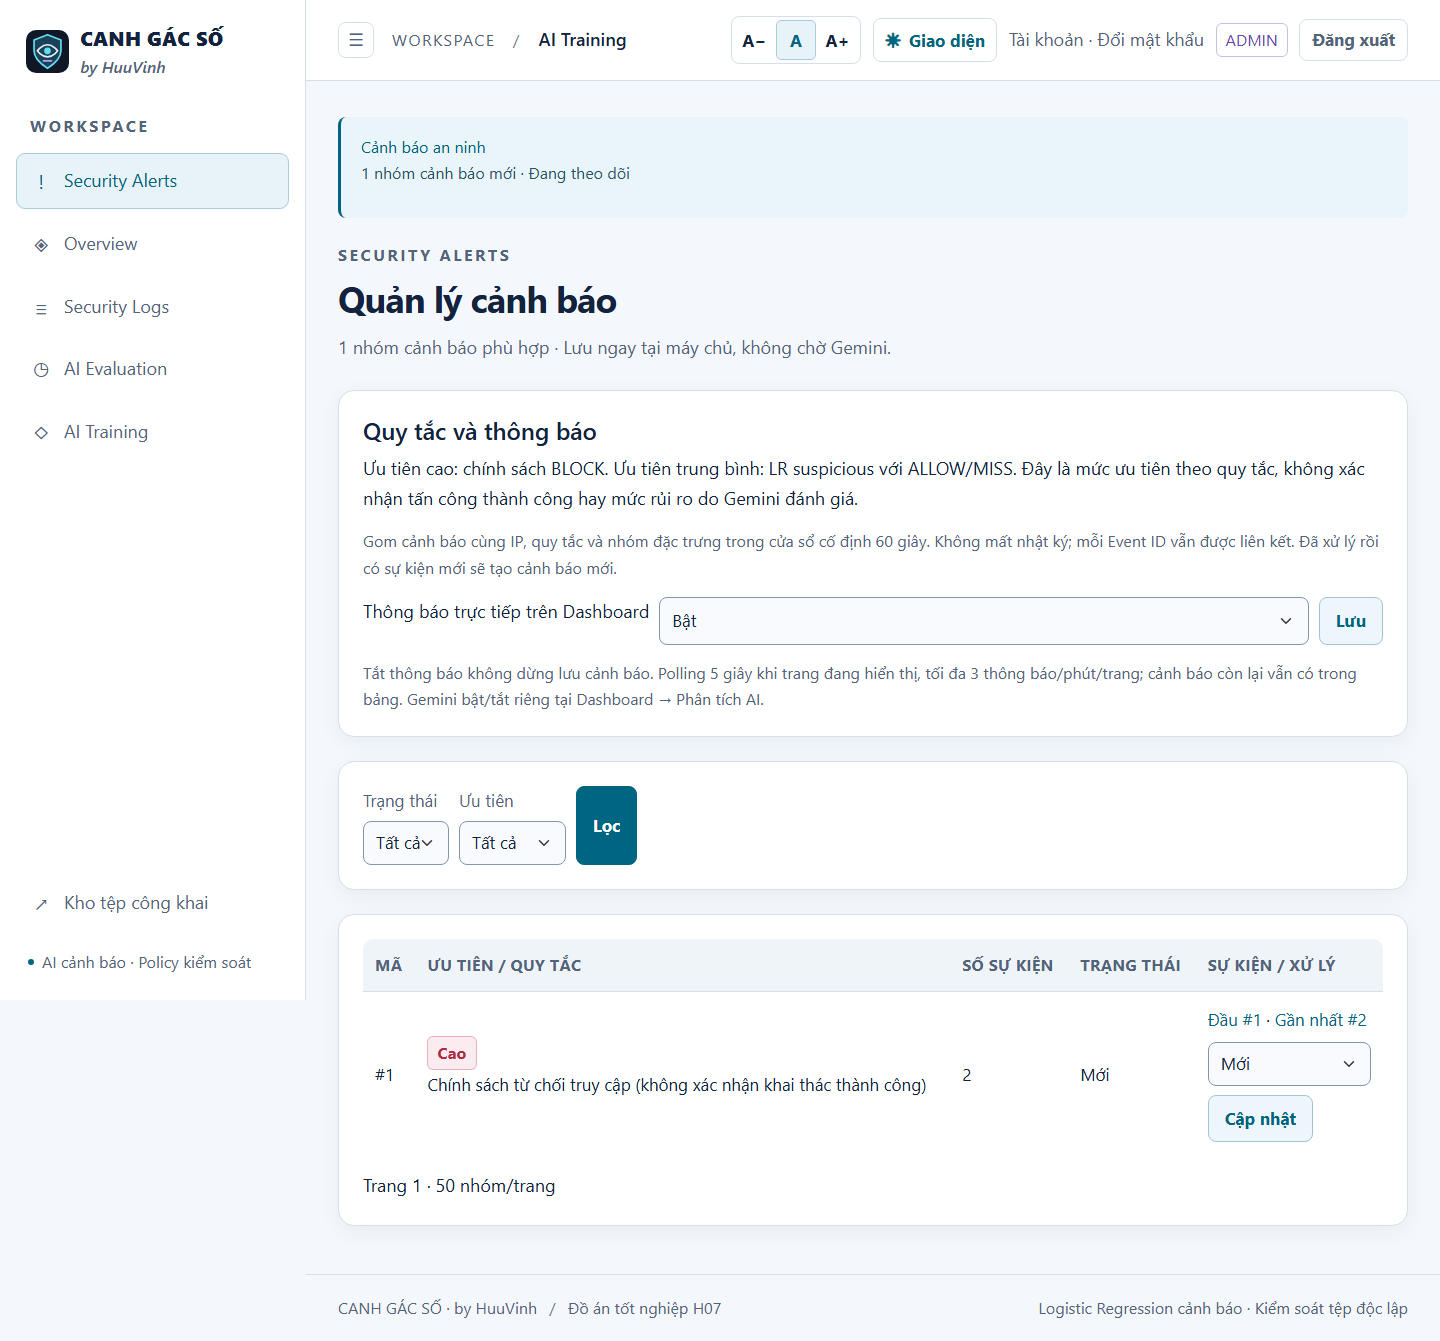 CANH GÁC SỐ
by HuuVinh
WORKSPACE
! Security Alerts
Overview
Security Logs
AI Evaluation
AI Training
Kho tệp công khai
AI cảnh báo · Policy kiểm soát
WORKSPACE / AI Training
A− A A+
Giao diện
Tài khoản · Đổi mật khẩu
ADMIN
Đăng xuất
Cảnh báo an ninh
1 nhóm cảnh báo mới · Đang theo dõi
SECURITY ALERTS
Quản lý cảnh báo
1 nhóm cảnh báo phù hợp · Lưu ngay tại máy chủ, không chờ Gemini.
Quy tắc và thông báo
Ưu tiên cao: chính sách BLOCK. Ưu tiên trung bình: LR suspicious với ALLOW/MISS. Đây là mức ưu tiên theo quy tắc, không xác
nhận tấn công thành công hay mức rủi ro do Gemini đánh giá.
Gom cảnh báo cùng IP, quy tắc và nhóm đặc trưng trong cửa sổ cố định 60 giây. Không mất nhật ký; mỗi Event ID vẫn được liên kết. Đã xử lý rồi
có sự kiện mới sẽ tạo cảnh báo mới.
Thông báo trực tiếp trên Dashboard
Bật
Lưu
Tắt thông báo không dừng lưu cảnh báo. Polling 5 giây khi trang đang hiển thị, tối đa 3 thông báo/phút/trang; cảnh báo còn lại vẫn có trong
bảng. Gemini bật/tắt riêng tại Dashboard → Phân tích AI.
Trạng thái Ưu tiên
Tất cả Tất cả
Lọc
MÃ ƯU TIÊN / QUY TẮC SỐ SỰ KIỆN TRẠNG THÁI SỰ KIỆN / XỬ LÝ
#1
Cao
Chính sách từ chối truy cập (không xác nhận khai thác thành công)
2
Mới
Đầu #1 · Gần nhất #2
Mới
Cập nhật
Trang 1 · 50 nhóm/trang
CANH GÁC SỐ · by HuuVinh / Đồ án tốt nghiệp H07
Logistic Regression cảnh báo · Kiểm soát tệp độc lập